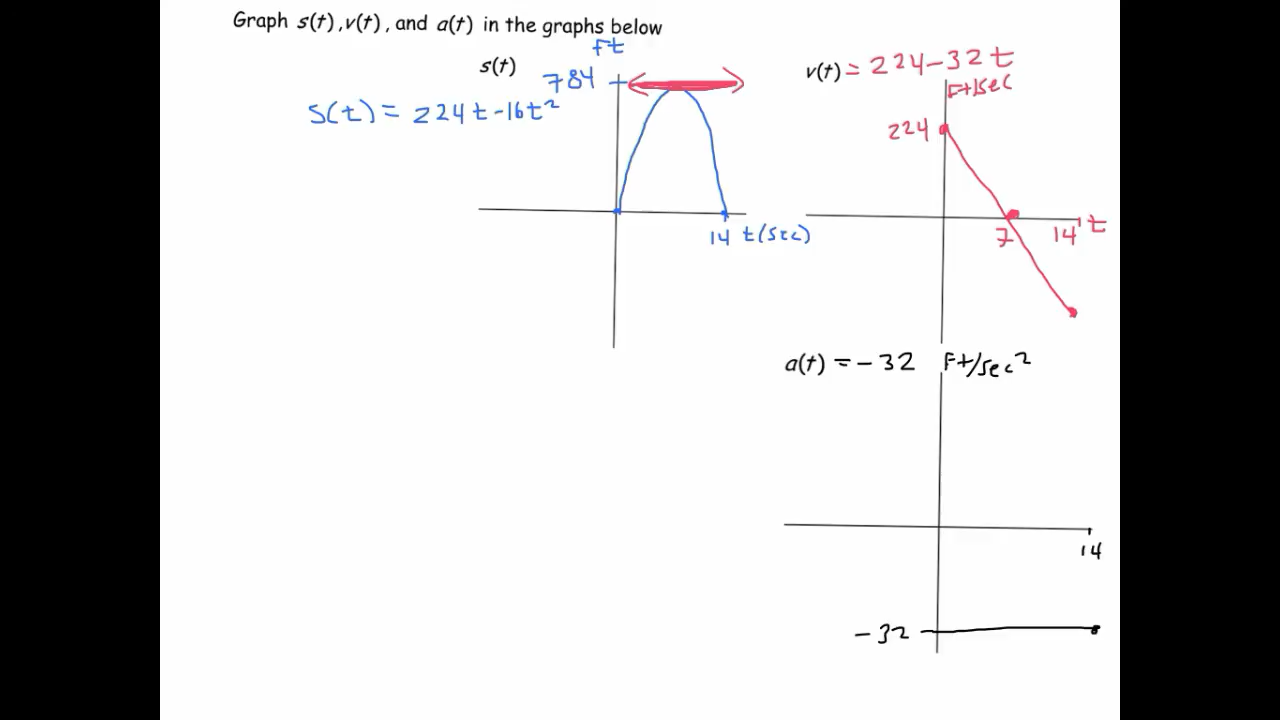 Graph s(t), v(t), and a(t) in the graphs below
s(t)
Ft
784
S(t) = 224t - 16t²
14 t(sec)
v(t) = 224 - 32t
Ft/sec
224
7 14 t
a(t) = -32 Ft/sec²
14
-32